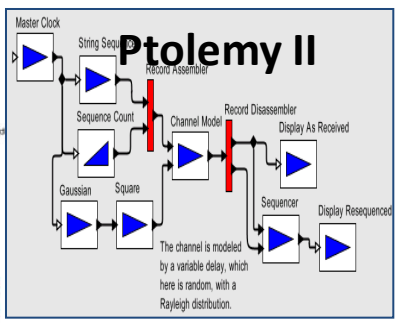 Master Clock
String Sequence
Ptolemy II
Record Assembler
Sequence Count
Channel Model
Record Disassembler
Display As Received
Gaussian
Square
Sequencer
Display Resequenced
The channel is modeled
by a variable delay, which
here is random, with a
Rayleigh distribution.